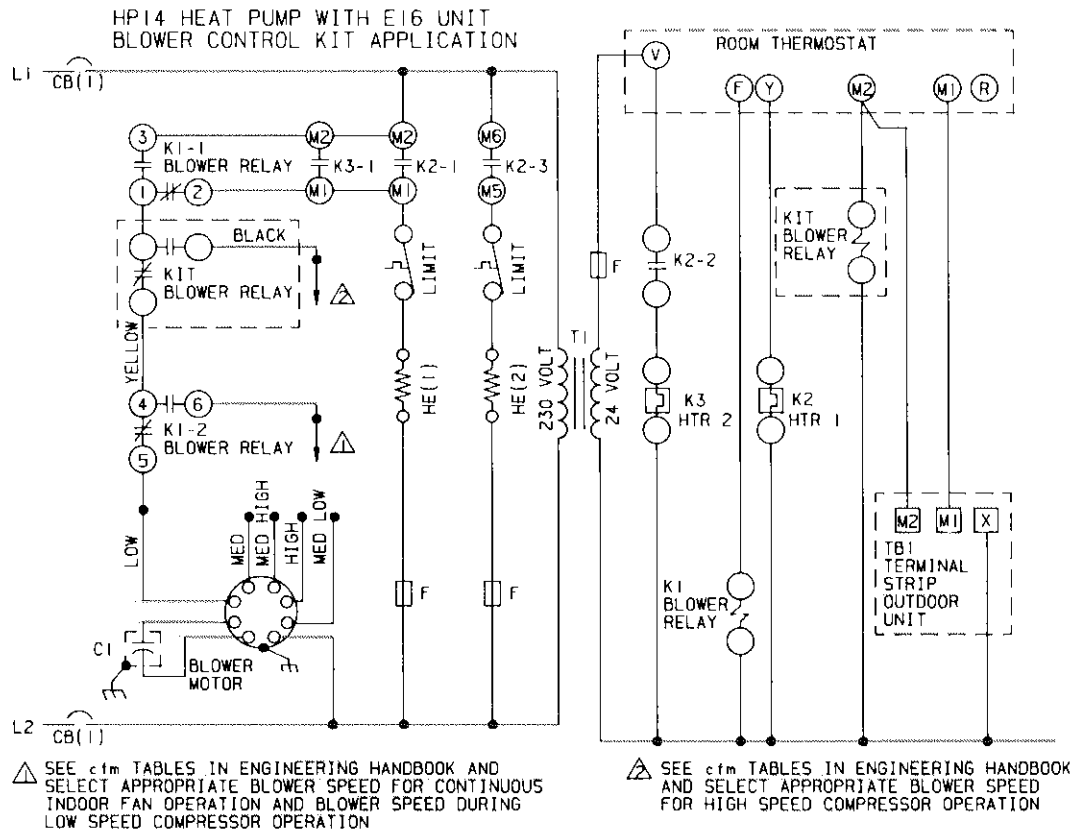 HP14 HEAT PUMP WITH E16 UNIT
BLOWER CONTROL KIT APPLICATION
L1
CB(1)
3
K1-1
BLOWER RELAY
1
2
M2
K3-1
M1
M2
K2-1
M1
M6
K2-3
M5
BLACK
KIT
BLOWER RELAY
2
YELLOW
4
6
K1-2
BLOWER RELAY
5
1
LIMIT
LIMIT
HE(1)
HE(2)
F
F
LOW
MED
MED HIGH
HIGH
MED LOW
C1
BLOWER
MOTOR
L2
CB(1)
230 VOLT
T1
24 VOLT
F
ROOM THERMOSTAT
V
F
Y
M2
M1
R
K2-2
K3
HTR 2
K2
HTR 1
KIT
BLOWER
RELAY
K1
BLOWER
RELAY
M2
M1
X
TB1
TERMINAL
STRIP
OUTDOOR
UNIT
1 SEE cfm TABLES IN ENGINEERING HANDBOOK AND
SELECT APPROPRIATE BLOWER SPEED FOR CONTINUOUS
INDOOR FAN OPERATION AND BLOWER SPEED DURING
LOW SPEED COMPRESSOR OPERATION
2 SEE cfm TABLES IN ENGINEERING HANDBOOK
AND SELECT APPROPRIATE BLOWER SPEED
FOR HIGH SPEED COMPRESSOR OPERATION